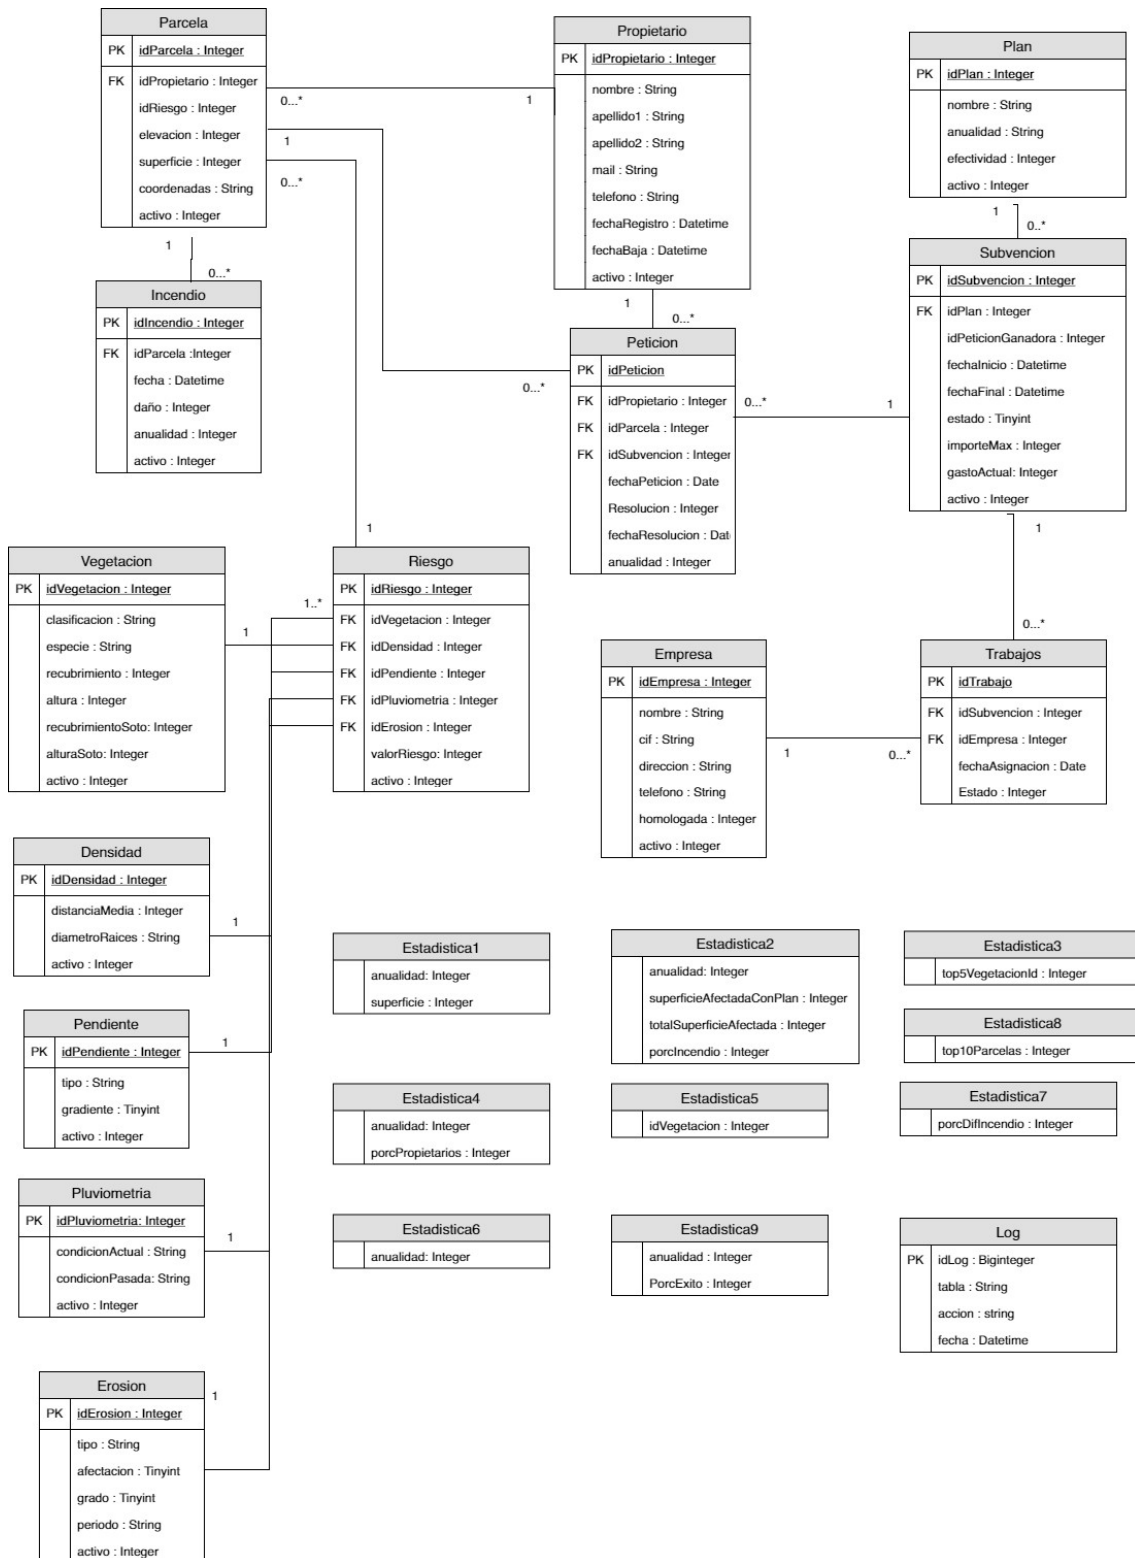 Parcela
PK idParcela : Integer
FK idPropietario : Integer
idRiesgo : Integer
elevacion : Integer
superficie : Integer
coordenadas : String
activo : Integer
0...*
1
1
0...*
Propietario
PK idPropietario : Integer
nombre : String
apellido1 : String
apellido2 : String
mail : String
telefono : String
fechaRegistro : Datetime
fechaBaja : Datetime
activo : Integer
Plan
PK idPlan : Integer
nombre : String
anualidad : String
efectividad : Integer
activo : Integer
1
0..*
1
0...*
Incendio
PK idIncendio : Integer
FK idParcela :Integer
fecha : Datetime
daño : Integer
anualidad : Integer
activo : Integer
1
0...*
Peticion
PK idPeticion
FK idPropietario : Integer
FK idParcela : Integer
FK idSubvencion : Integer
fechaPeticion : Date
Resolucion : Integer
fechaResolucion : Dat
anualidad : Integer
0...*
0...*
1
Subvencion
PK idSubvencion : Integer
FK idPlan : Integer
idPeticionGanadora : Integer
fechaInicio : Datetime
fechaFinal : Datetime
estado : Tinyint
importeMax : Integer
gastoActual: Integer
activo : Integer
1
0...*
1
Vegetacion
PK idVegetacion : Integer
clasificacion : String
especie : String
recubrimiento : Integer
altura : Integer
recubrimientoSoto: Integer
alturaSoto: Integer
activo : Integer
1
1..*
Riesgo
PK idRiesgo : Integer
FK idVegetacion : Integer
FK idDensidad : Integer
FK idPendiente : Integer
FK idPluviometria : Integer
FK idErosion : Integer
valorRiesgo: Integer
activo : Integer
Empresa
PK idEmpresa : Integer
nombre : String
cif : String
direccion : String
telefono : String
homologada : Integer
activo : Integer
1
0...*
Trabajos
PK idTrabajo
FK idSubvencion : Integer
FK idEmpresa : Integer
fechaAsignacion : Date
Estado : Integer
Densidad
PK idDensidad : Integer
distanciaMedia : Integer
diametroRaices : String
activo : Integer
1
Estadistica1
anualidad: Integer
superficie : Integer
Estadistica2
anualidad: Integer
superficieAfectadaConPlan : Integer
totalSuperficieAfectada : Integer
porcIncendio : Integer
Estadistica3
top5VegetacionId : Integer
Estadistica8
top10Parcelas : Integer
Pendiente
PK idPendiente : Integer
tipo : String
gradiente : Tinyint
activo : Integer
1
Estadistica4
anualidad: Integer
porcPropietarios : Integer
Estadistica5
idVegetacion : Integer
Estadistica7
porcDifIncendio : Integer
Pluviometria
PK idPluviometria: Integer
condicionActual : String
condicionPasada: String
activo : Integer
1
Estadistica6
anualidad: Integer
Estadistica9
anualidad : Integer
PorcExito : Integer
Log
PK idLog : Biginteger
tabla : String
accion : string
fecha : Datetime
Erosion
PK idErosion : Integer
tipo : String
afectacion : Tinyint
grado : Tinyint
periodo : String
activo : Integer
1